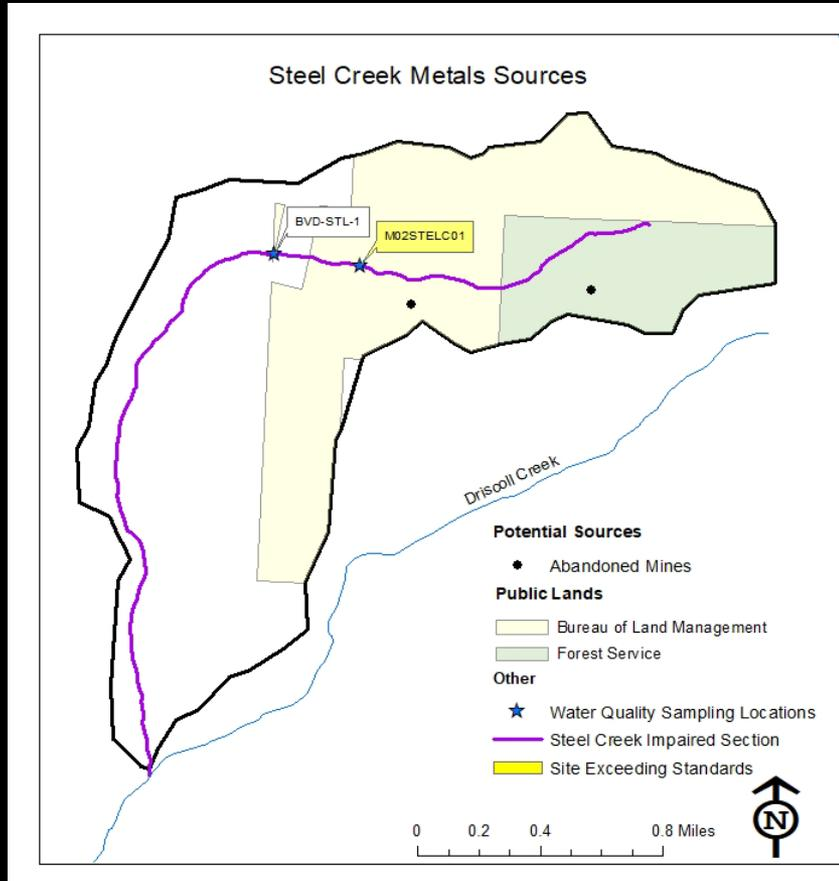 Steel Creek Metals Sources
BVD-STL-1
M02STELC01
Driscoll Creek
Potential Sources
Abandoned Mines
Public Lands
Bureau of Land Management
Forest Service
Other
Water Quality Sampling Locations
Steel Creek Impaired Section
Site Exceeding Standards
N
0 0.2 0.4 0.8 Miles